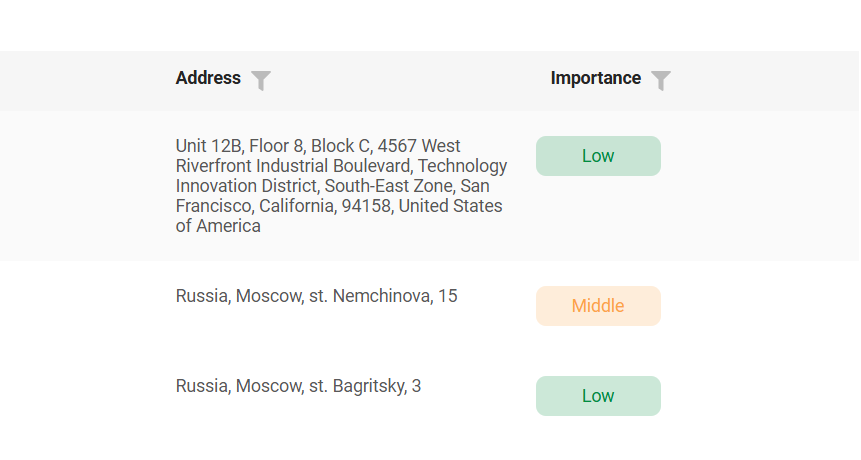 Address
Importance
Unit 12B, Floor 8, Block C, 4567 West
Riverfront Industrial Boulevard, Technology
Innovation District, South-East Zone, San
Francisco, California, 94158, United States
of America
Low
Russia, Moscow, st. Nemchinova, 15
Middle
Russia, Moscow, st. Bagritsky, 3
Low